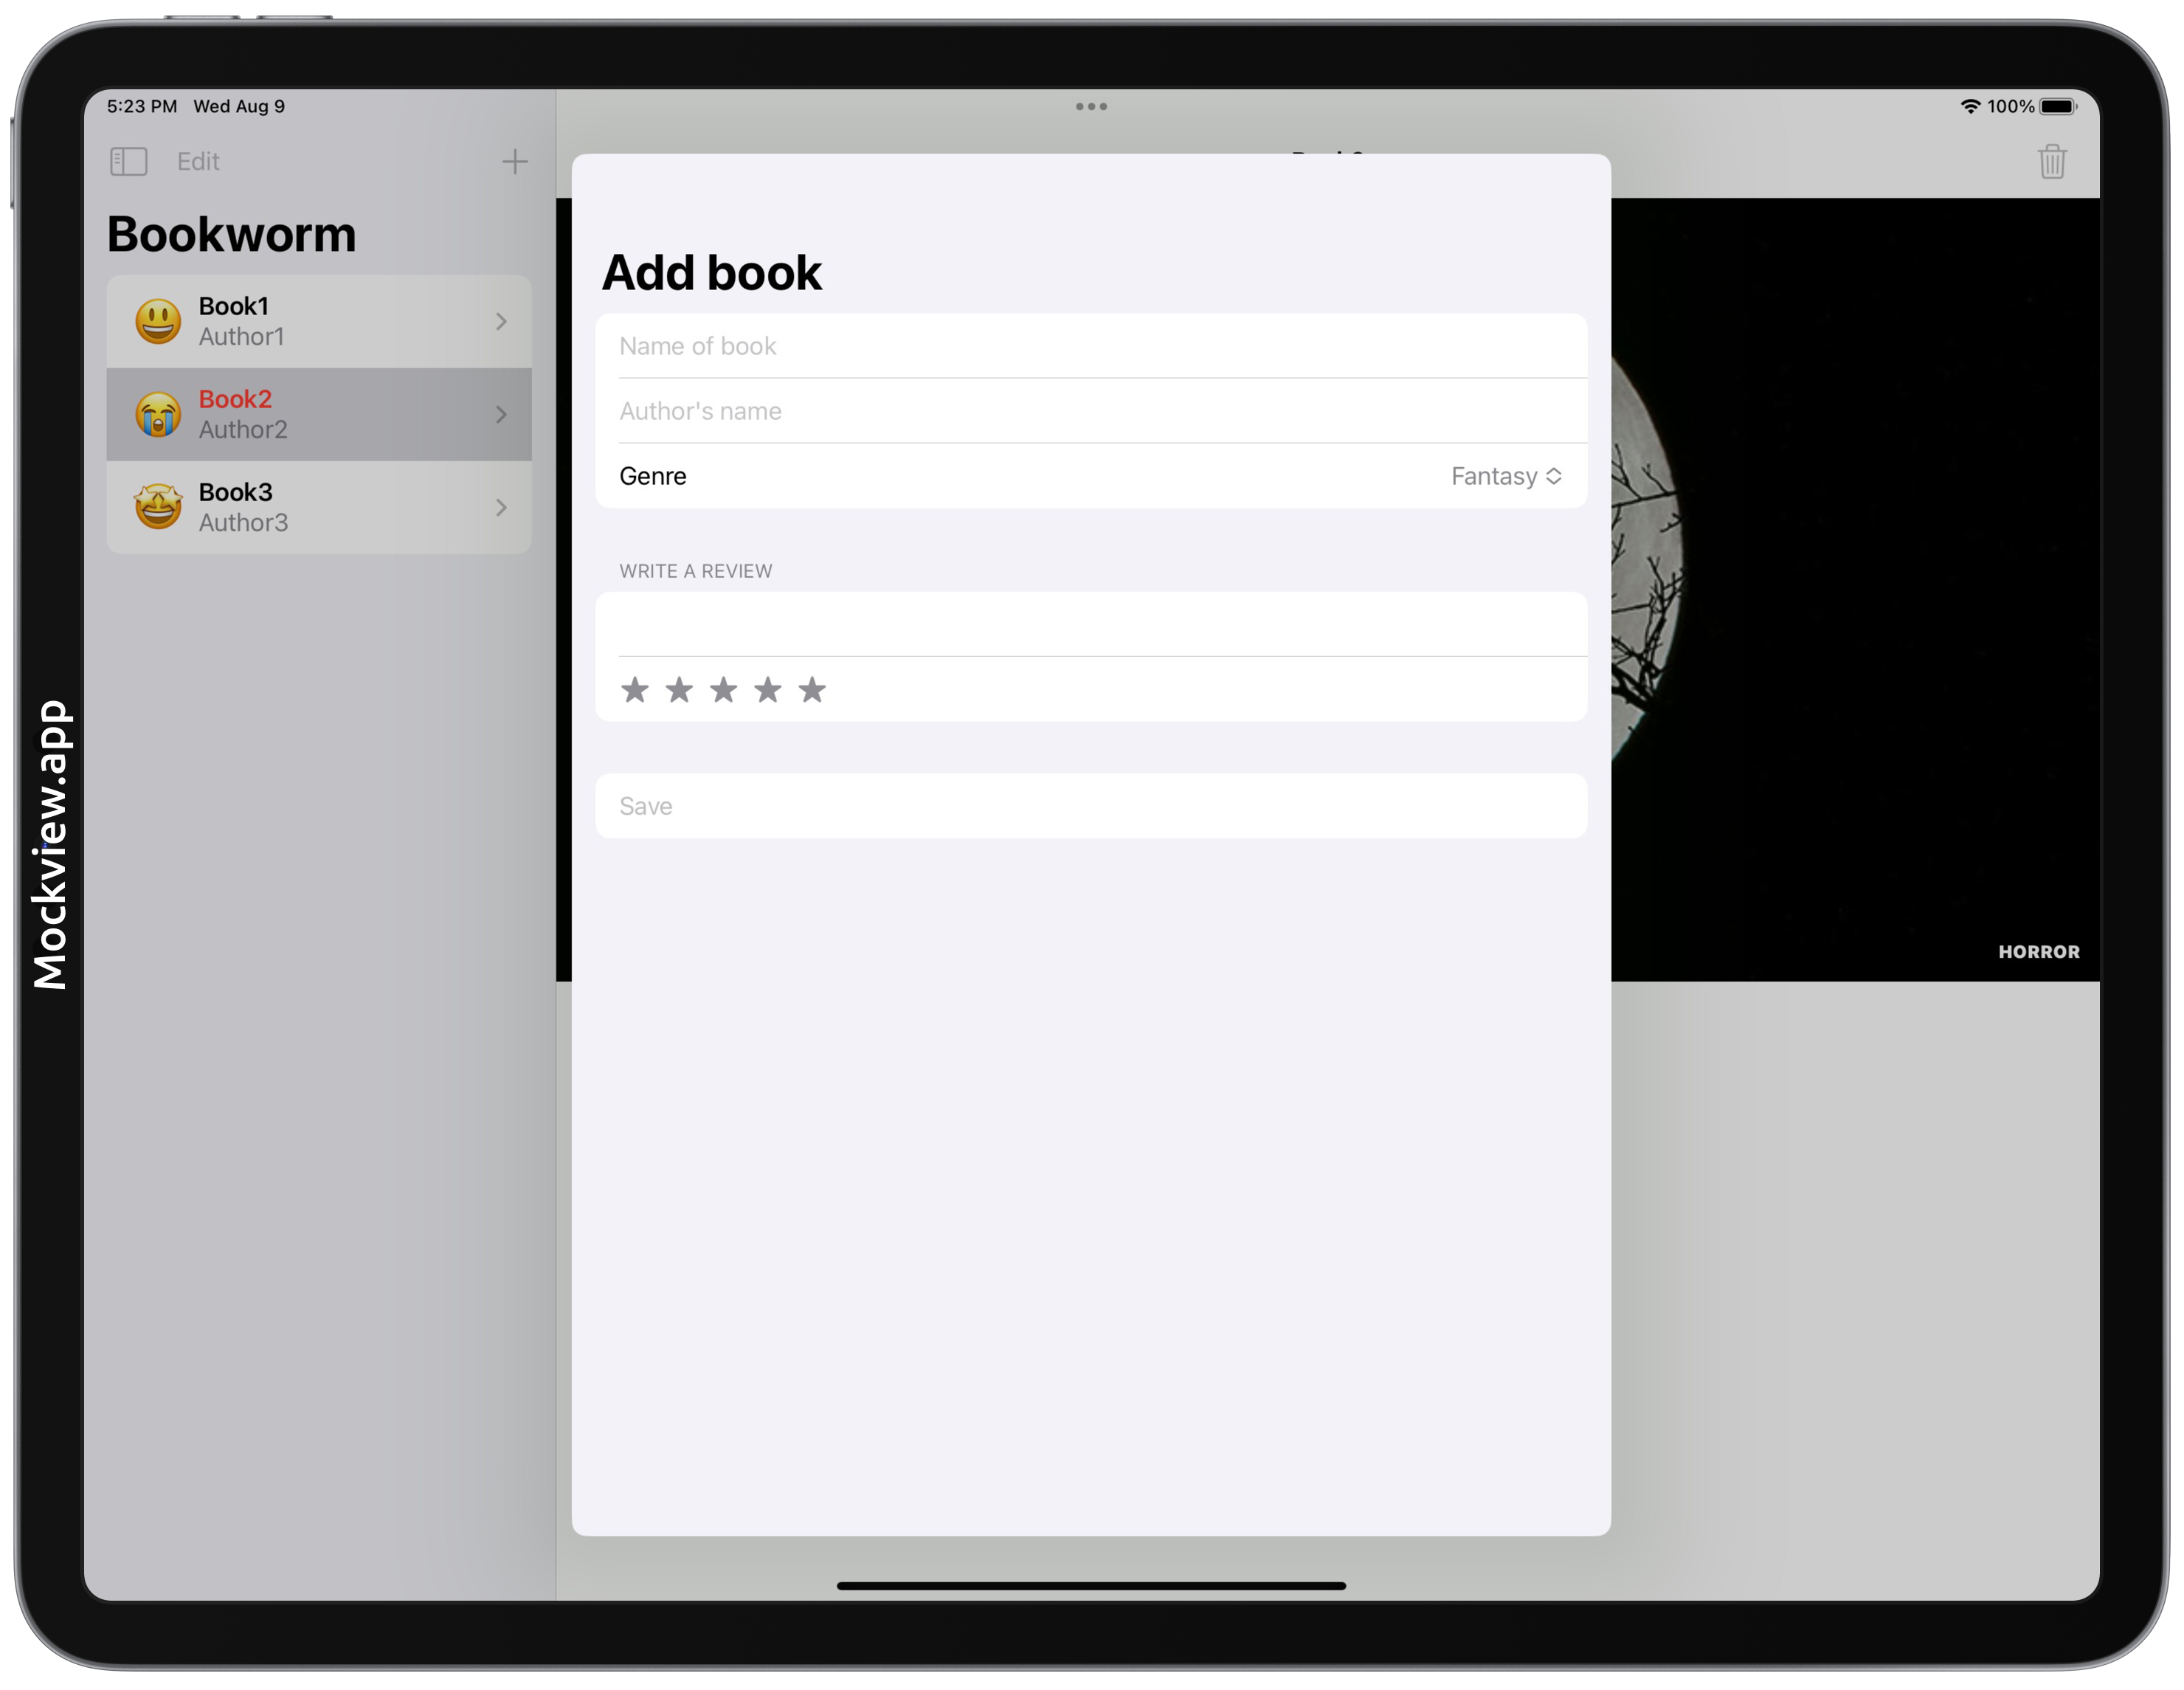 5:23 PM Wed Aug 9
100%
Edit
Bookworm
Book1
Author1
Book2
Author2
Book3
Author3
Add book
Name of book
Author's name
Genre
Fantasy
WRITE A REVIEW
Save
HORROR
Mockview.app